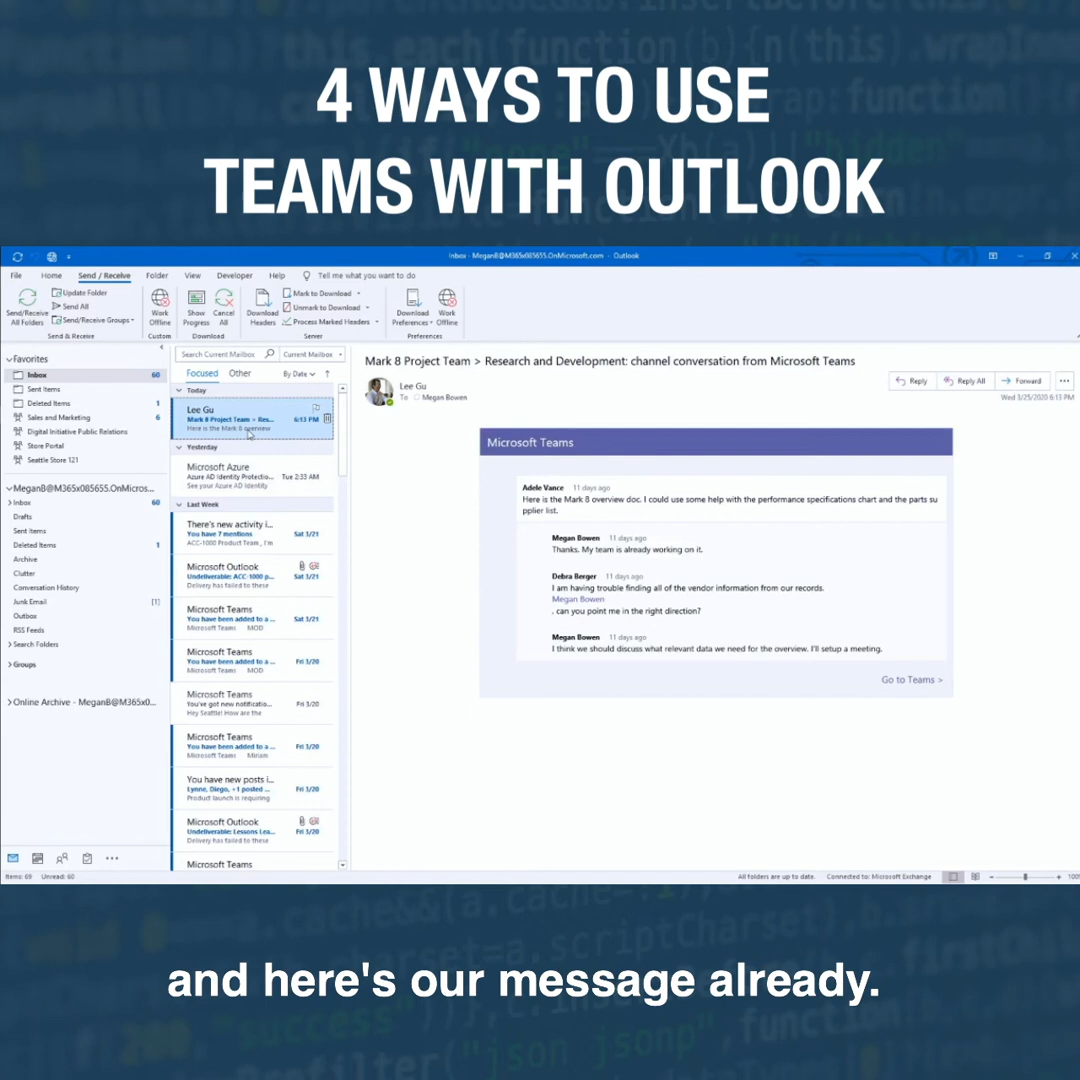 4 WAYS TO USE
TEAMS WITH OUTLOOK
Inbox - MeganB@M365x085655.OnMicrosoft.com - Outlook
File Home Send / Receive Folder View Developer Help Tell me what you want to do
Send/Receive All Folders
Update Folder
Send All
Send/Receive Groups
Send & Receive
Work Offline
Custom
Show Progress
Cancel All
Download
Download Headers
Mark to Download
Unmark to Download
Process Marked Headers
Server
Download Preferences
Work Offline
Preferences
Favorites
Inbox 60
Sent Items
Deleted Items 1
Sales and Marketing 6
Digital Initiative Public Relations
Store Portal
Seattle Store 121
MeganB@M365x085655.OnMicros...
Inbox 60
Drafts
Sent Items
Deleted Items 1
Archive
Clutter
Conversation History
Junk Email [1]
Outbox
RSS Feeds
Search Folders
Groups
Online Archive - MeganB@M365x0...
Search Current Mailbox Current Mailbox
Focused Other By Date
Today
Lee Gu
Mark 8 Project Team > Res... 6:13 PM
Here is the Mark 8 overview
Yesterday
Microsoft Azure
Azure AD Identity Protectio... Tue 2:33 AM
See your Azure AD Identity
Last Week
There's new activity i...
You have 7 mentions Sat 3/21
ACC-1000 Product Team, I'm
Microsoft Outlook
Undeliverable: ACC-1000 p... Sat 3/21
Delivery has failed to these
Microsoft Teams
You have been added to a ... Sat 3/21
Microsoft Teams MOD
Microsoft Teams
You have been added to a ... Fri 3/20
Microsoft Teams MOD
Microsoft Teams
You've got new notificatio... Fri 3/20
Hey Seattle! How are the
Microsoft Teams
You have been added to a ... Fri 3/20
Microsoft Teams Miriam
You have new posts i...
Lynne, Diego, +1 posted ... Fri 3/20
Product launch is requiring
Microsoft Outlook
Undeliverable: Lessons Lea... Fri 3/20
Delivery has failed to these
Microsoft Teams
Mark 8 Project Team > Research and Development: channel conversation from Microsoft Teams
Lee Gu
To Megan Bowen
Reply Reply All Forward
Wed 3/25/2020 6:13 PM
Microsoft Teams
Adele Vance 11 days ago
Here is the Mark 8 overview doc. I could use some help with the performance specifications chart and the parts su
pplier list.
Megan Bowen 11 days ago
Thanks. My team is already working on it.
Debra Berger 11 days ago
I am having trouble finding all of the vendor information from our records.
Megan Bowen
, can you point me in the right direction?
Megan Bowen 11 days ago
I think we should discuss what relevant data we need for the overview. I'll setup a meeting.
Go to Teams >
Items: 69 Unread: 60
All folders are up to date. Connected to: Microsoft Exchange 100
and here's our message already.